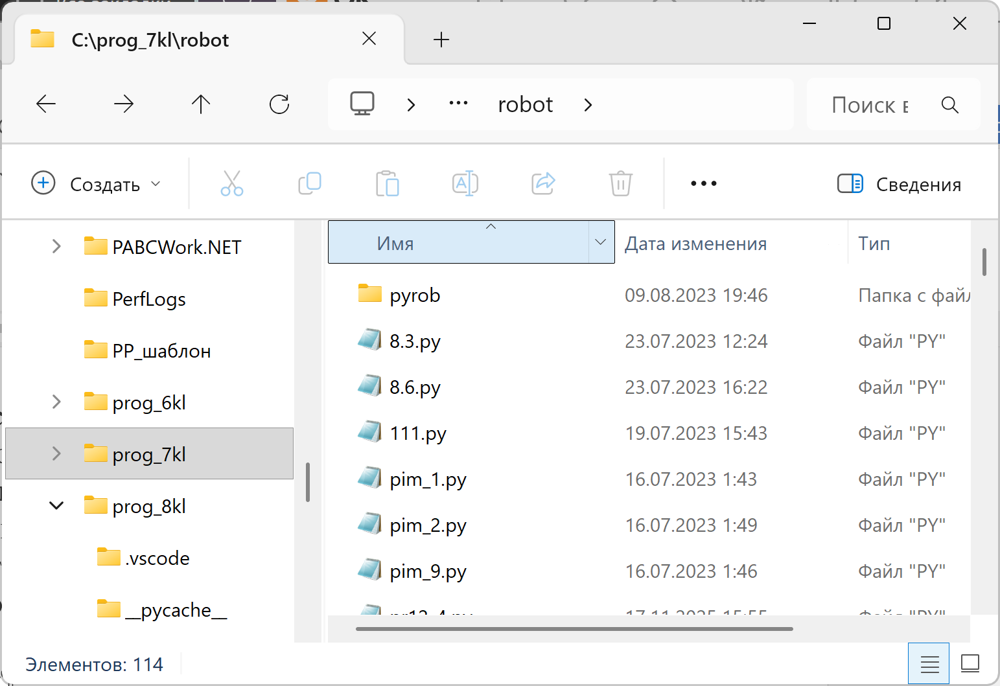 C:\prog_7kl\robot
robot
Поиск в
Создать
Сведения
PABCWork.NET
PerfLogs
PP_шаблон
prog_6kl
prog_7kl
prog_8kl
.vscode
__pycache__
Имя Дата изменения Тип
pyrob 09.08.2023 19:46 Папка с файл
8.3.py 23.07.2023 12:24 Файл "PY"
8.6.py 23.07.2023 16:22 Файл "PY"
111.py 19.07.2023 15:43 Файл "PY"
pim_1.py 16.07.2023 1:43 Файл "PY"
pim_2.py 16.07.2023 1:49 Файл "PY"
pim_9.py 16.07.2023 1:46 Файл "PY"
Элементов: 114